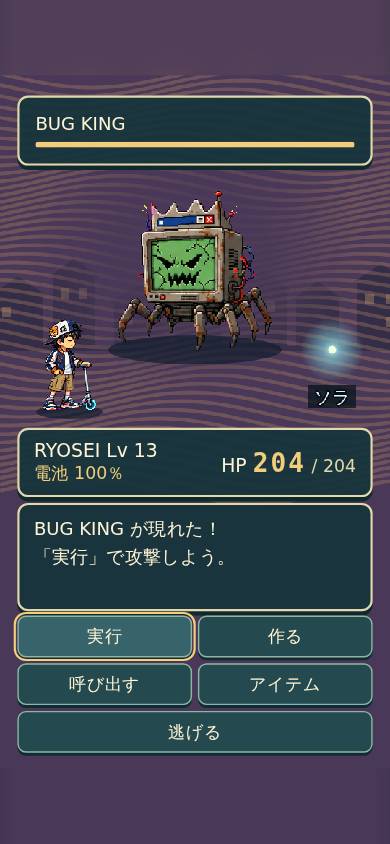 BUG KING
ソラ
RYOSEI Lv 13
電池 100%
HP 204 / 204
BUG KING が現れた！
「実行」で攻撃しよう。
実行
作る
呼び出す
アイテム
逃げる